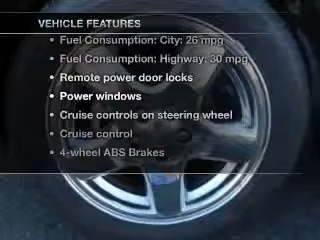 VEHICLE FEATURES
• Fuel Consumption: City: 26 mpg
• Fuel Consumption: Highway: 30 mpg
• Remote power door locks
• Power windows
• Cruise controls on steering wheel
• Cruise control
• 4-wheel ABS Brakes